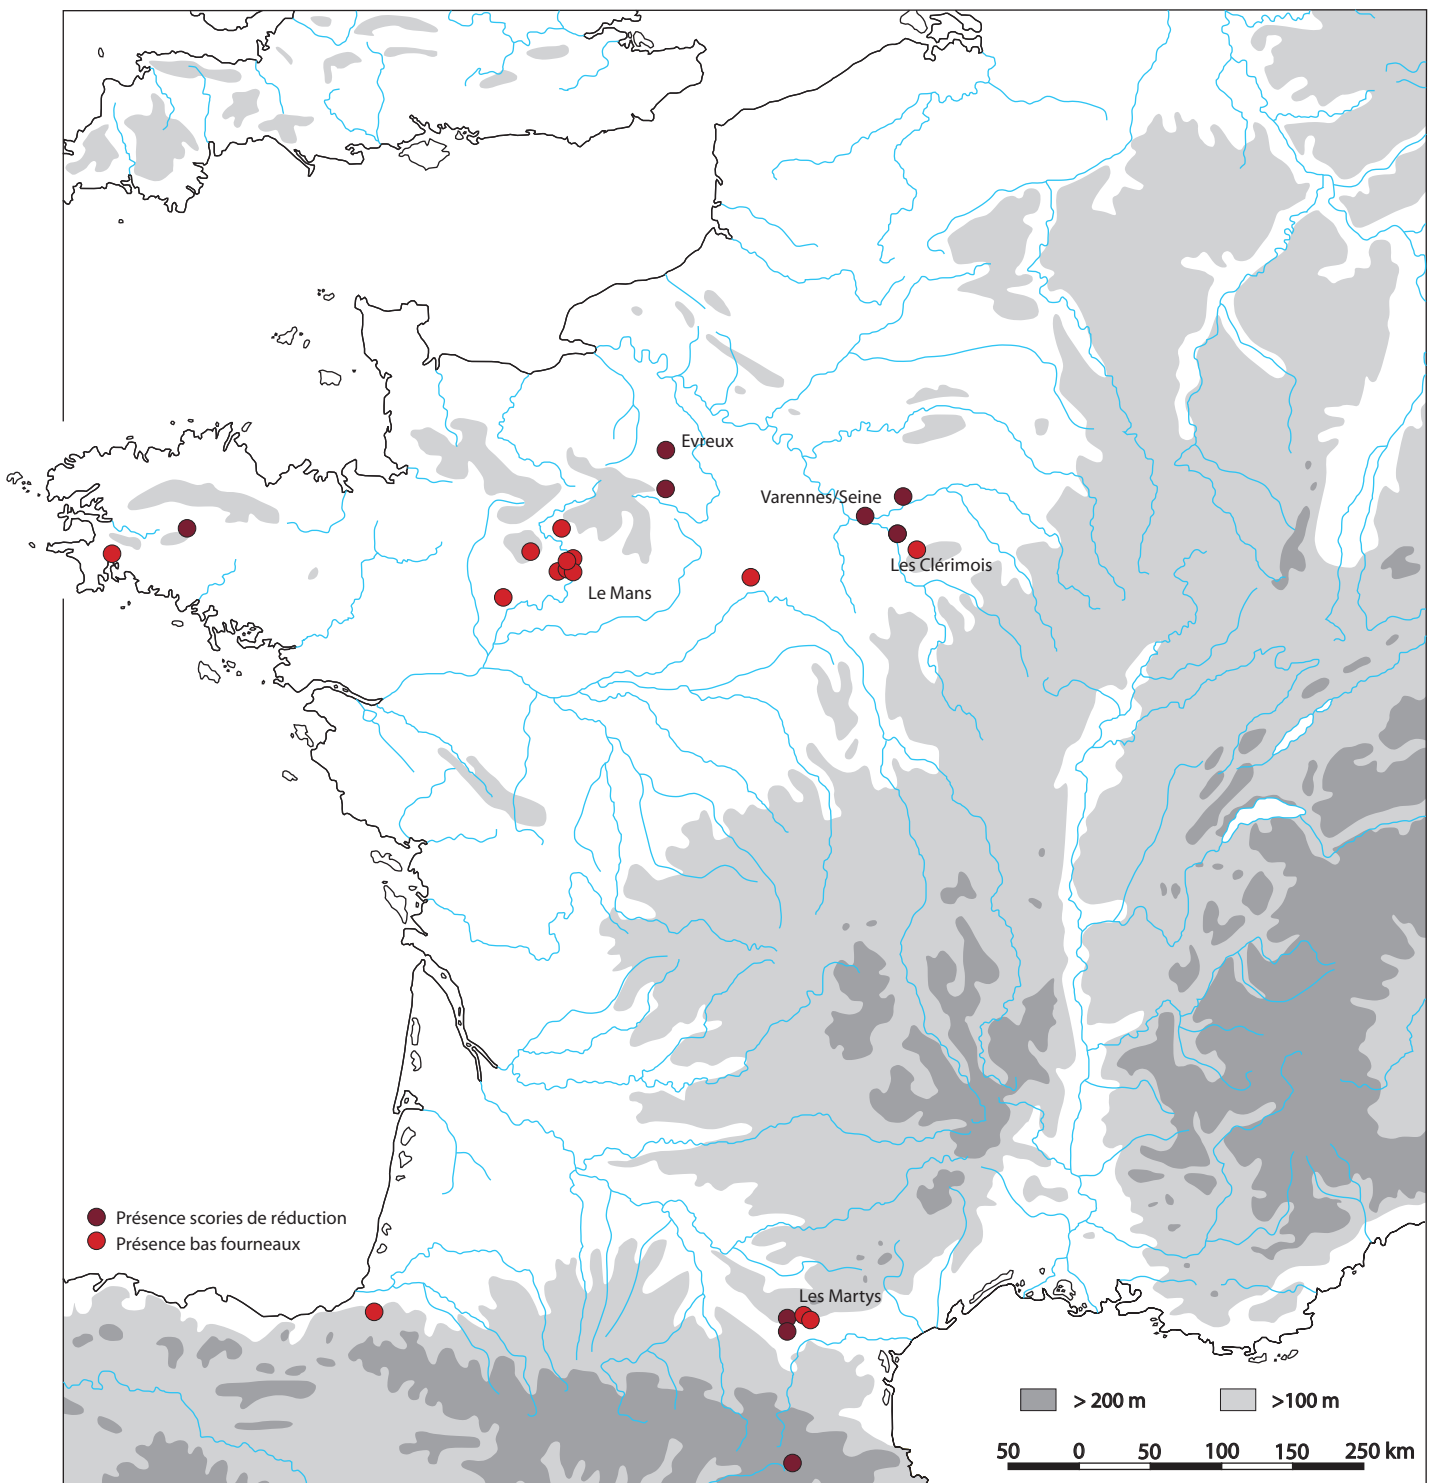 Evreux
Varennes/Seine
Les Clérimois
Le Mans
Présence scories de réduction
Présence bas fourneaux
Les Martys
> 200 m
>100 m
50 0 50 100 150 250 km